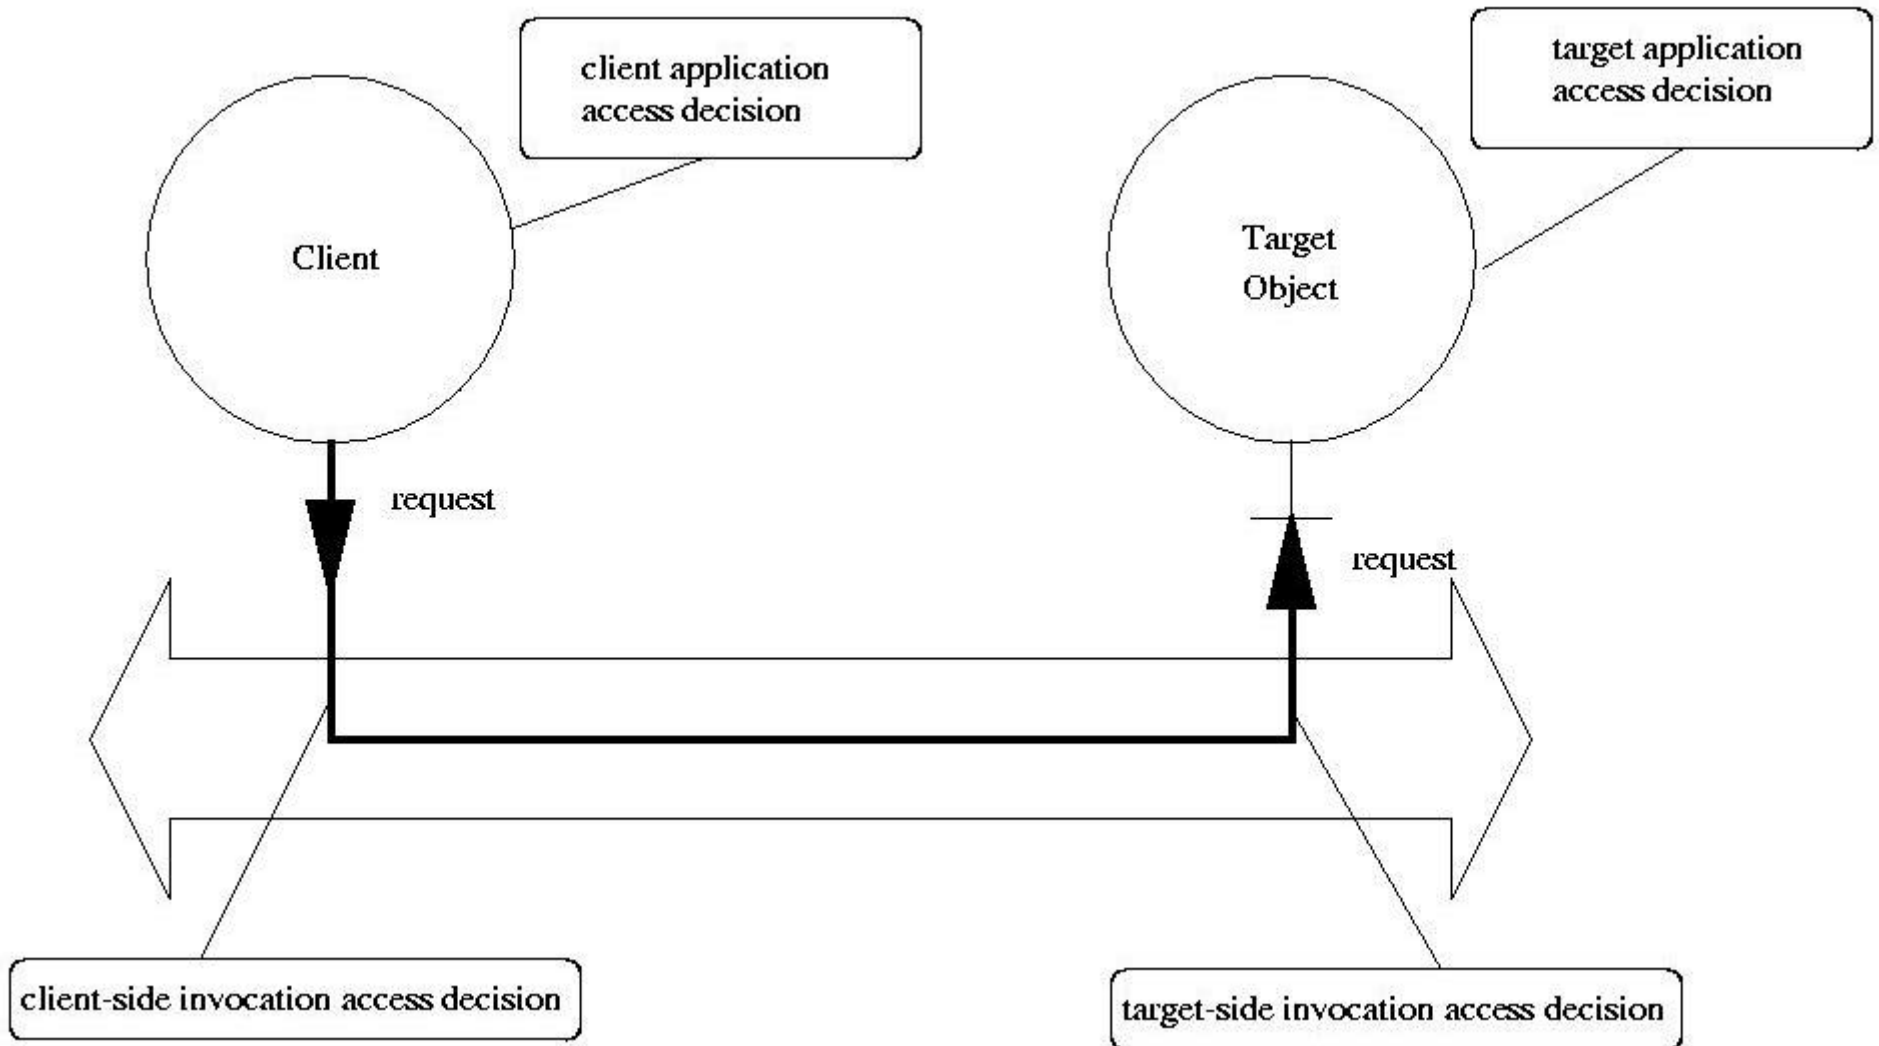 client application
access decision
target application
access decision
Client
Target
Object
request
request
client-side invocation access decision
target-side invocation access decision